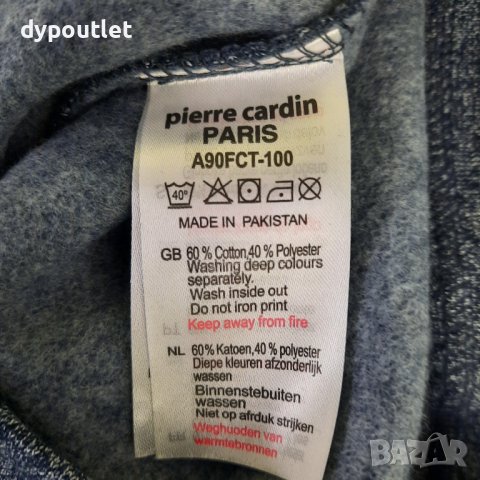 dypoutlet
pierre cardin
PARIS
A90FCT-100
40°
MADE IN PAKISTAN
GB 60% Cotton,40% Polyester
Washing deep colours
separately.
Wash inside out
Do not iron print
Keep away from fire
NL 60% Katoen,40% polyester
Diepe kleuren afzonderlijk
wassen
Binnenstebuiten
wassen
Niet op afdruk strijken
Weghuoden van
warmtebronnen
BAZAR